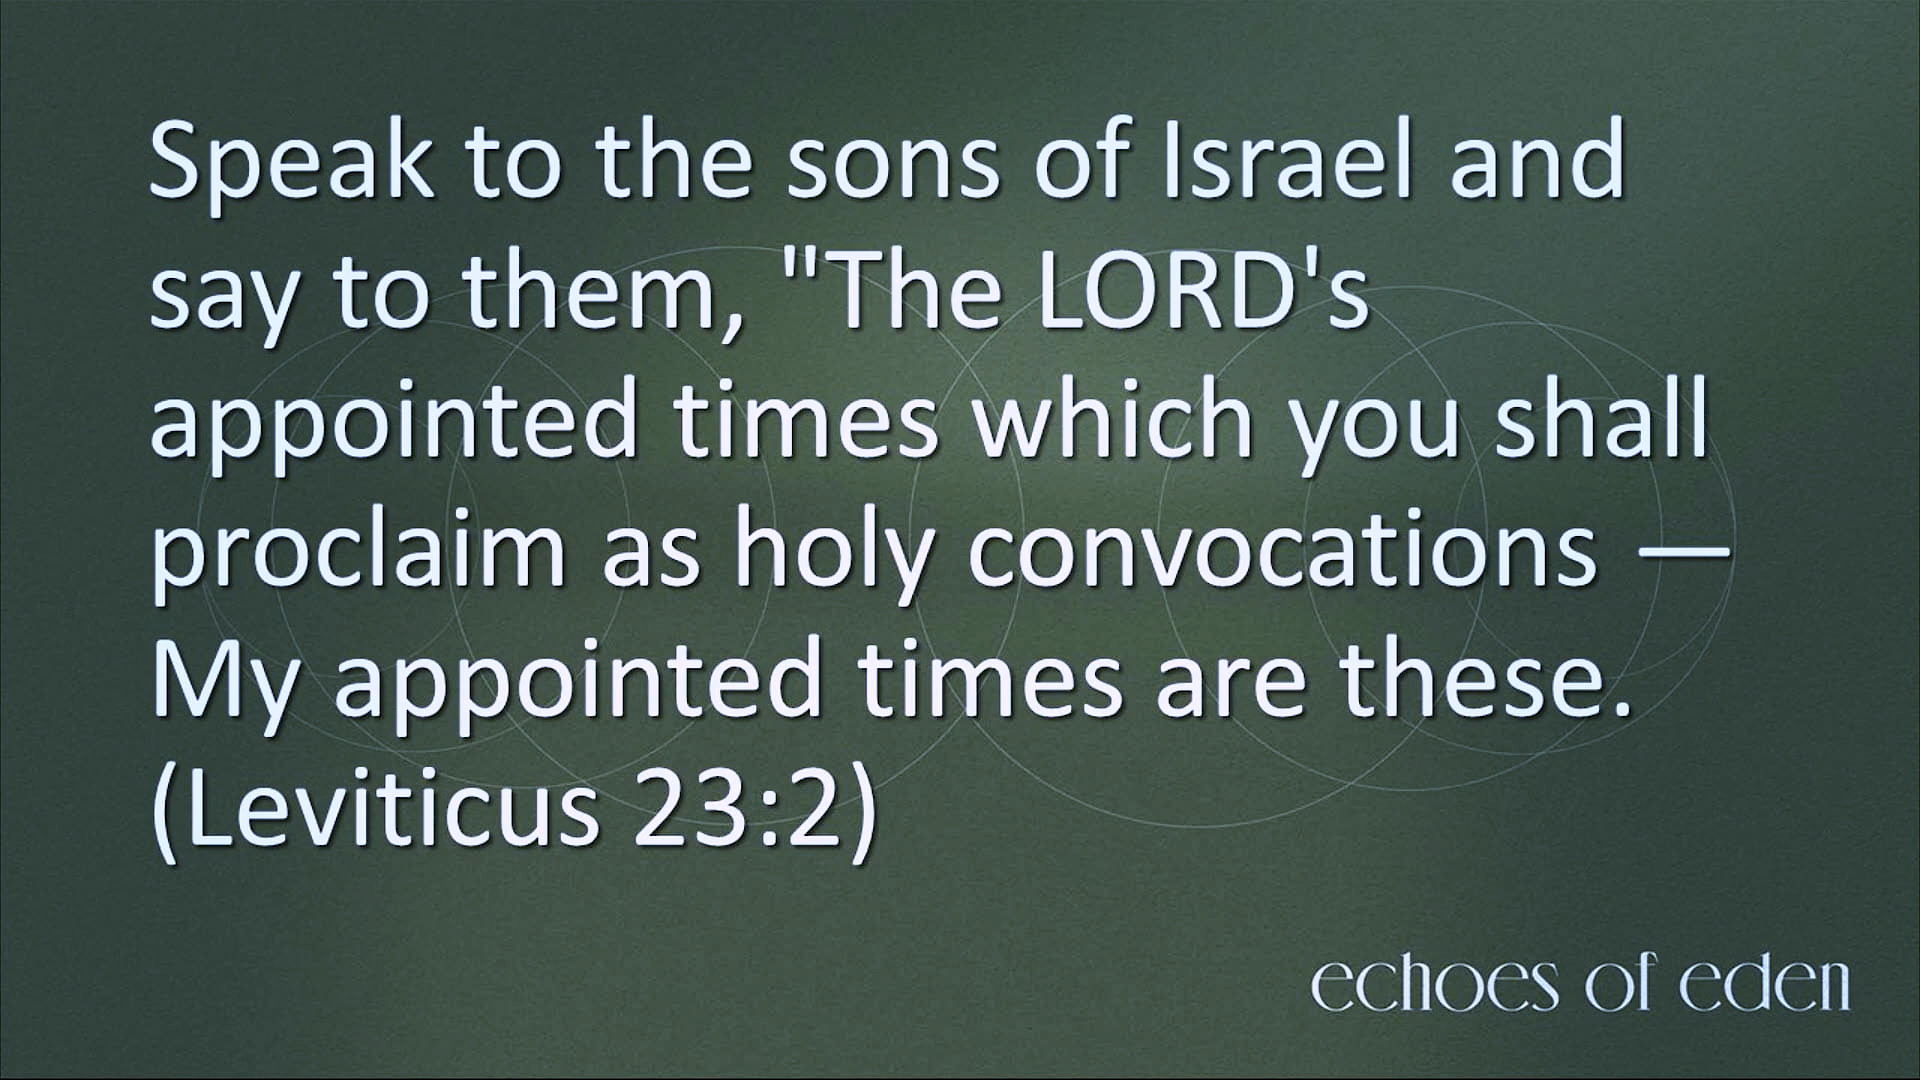 Speak to the sons of Israel and
say to them, "The LORD's
appointed times which you shall
proclaim as holy convocations —
My appointed times are these.
(Leviticus 23:2)
echoes of eden